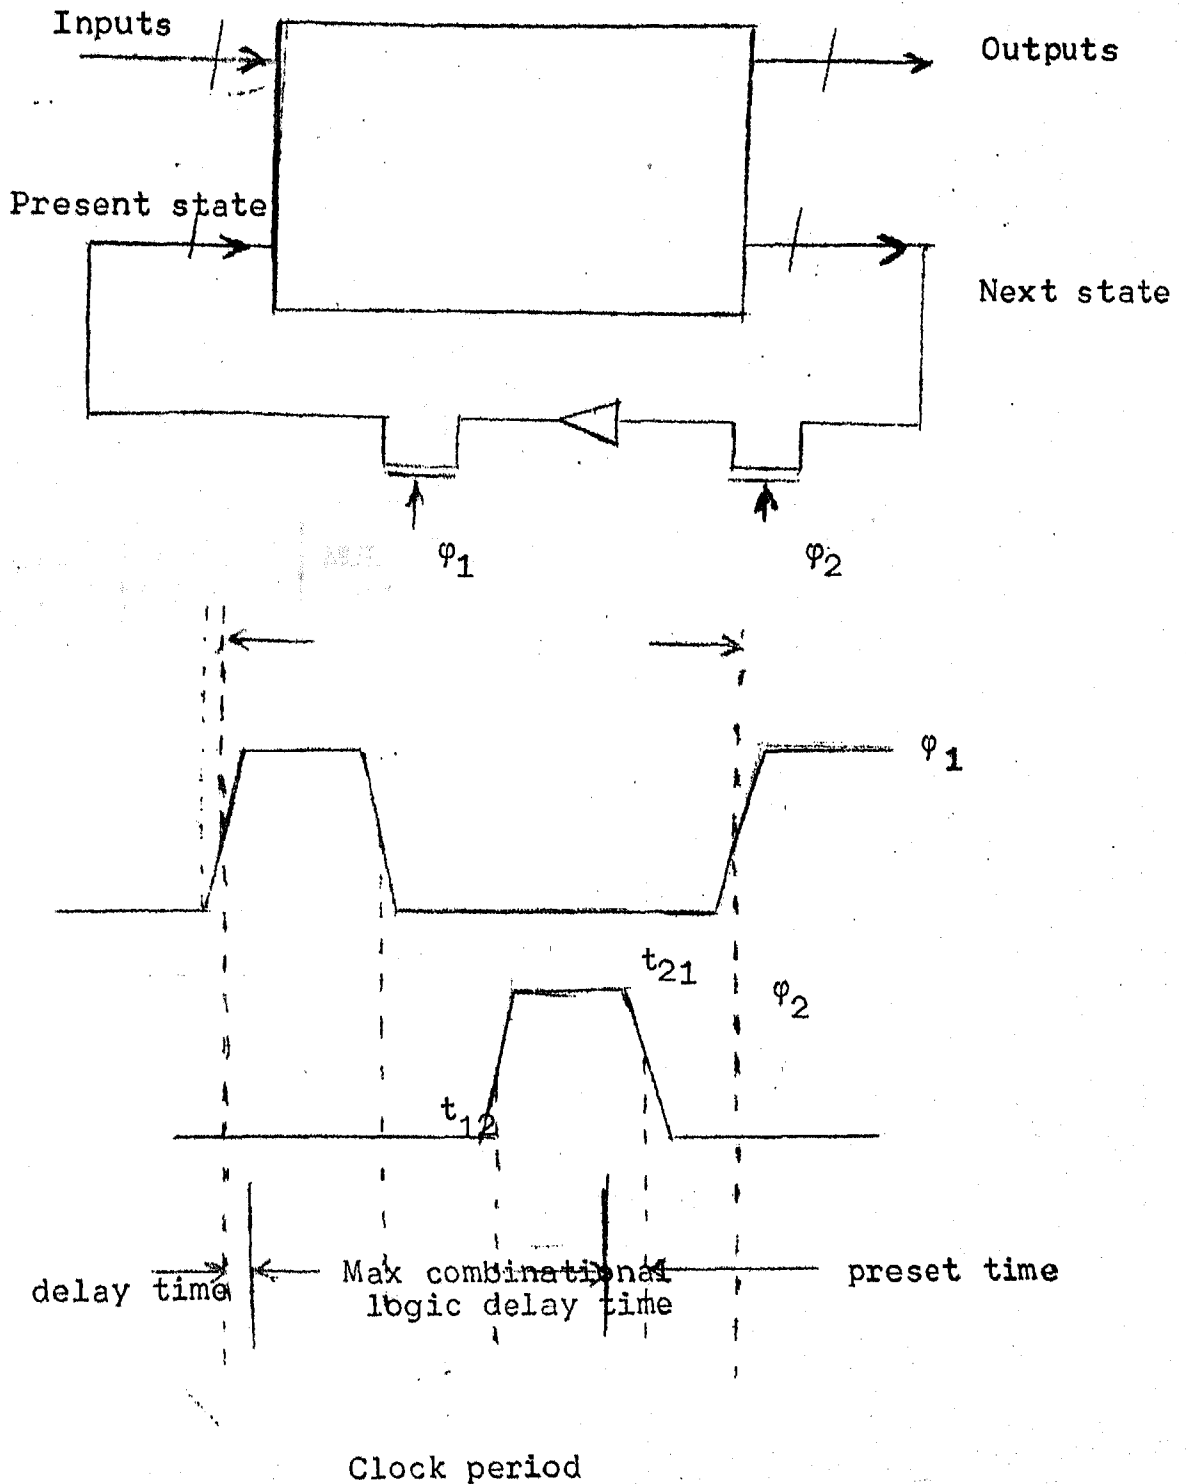 Inputs
Outputs
Present state
Next state
φ1
φ2
φ1
t21
φ2
t12
delay time
Max combinational
logic delay time
preset time
Clock period